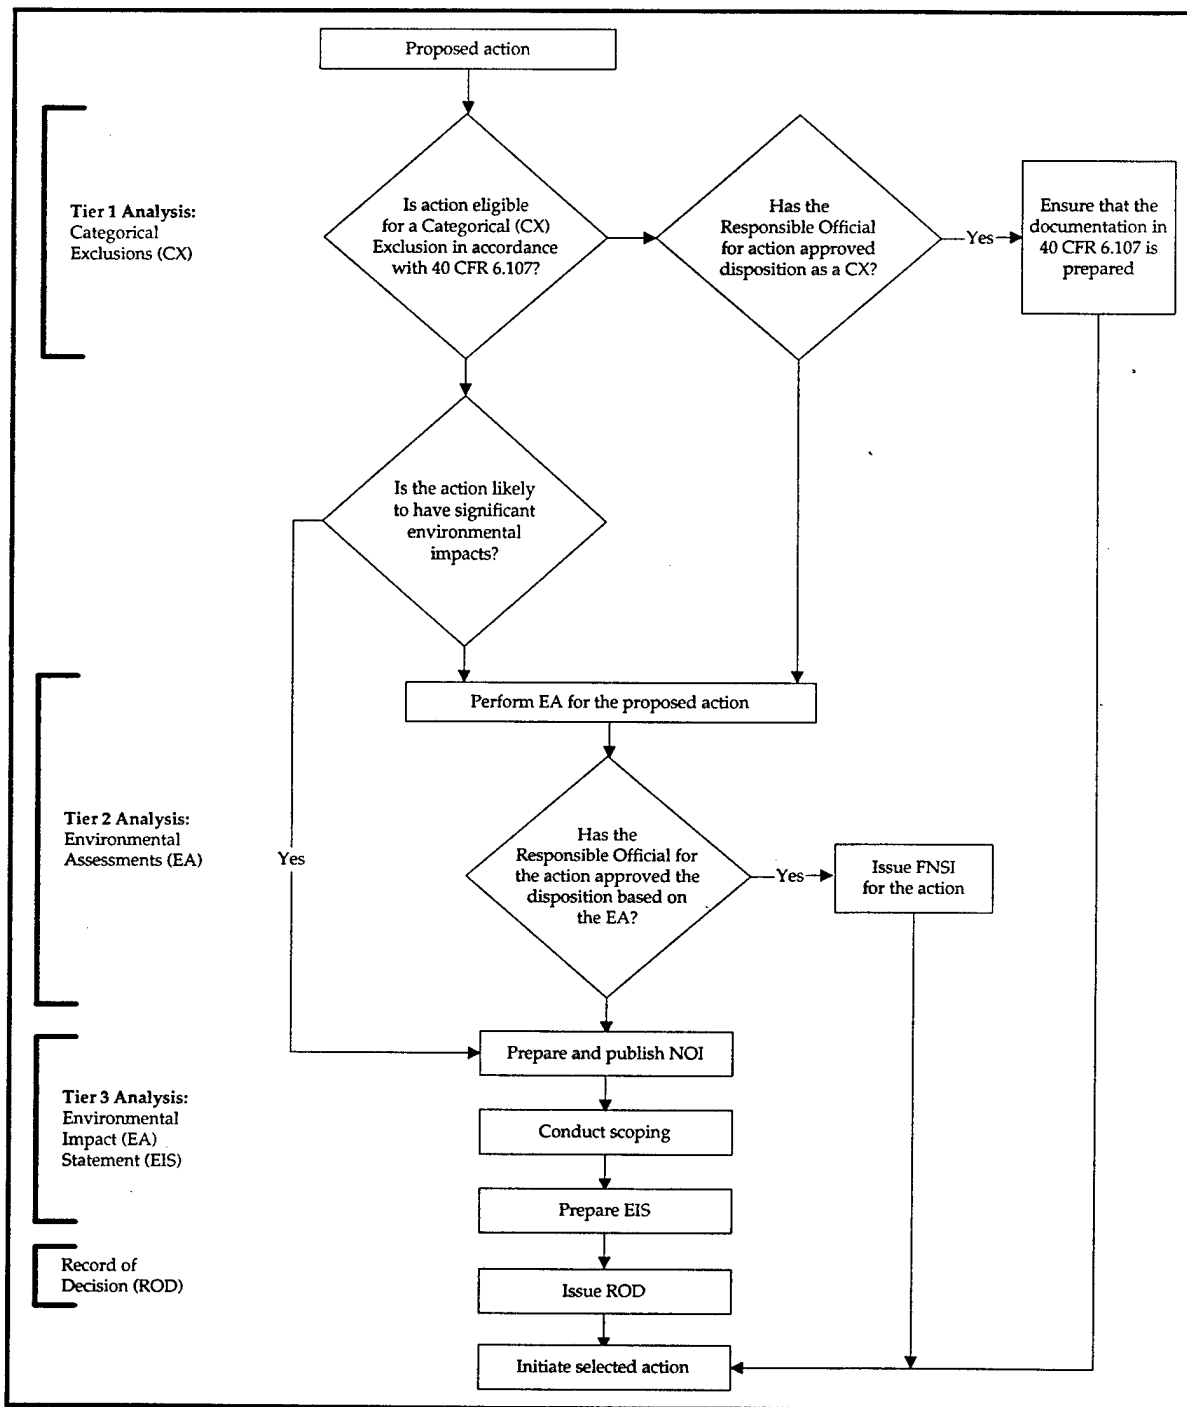 Proposed action
Tier 1 Analysis:
Categorical
Exclusions (CX)
Is action eligible
for a Categorical (CX)
Exclusion in accordance
with 40 CFR 6.107?
Has the
Responsible Official
for action approved
disposition as a CX?
Yes
Ensure that the
documentation in
40 CFR 6.107 is
prepared
Is the action likely
to have significant
environmental
impacts?
Perform EA for the proposed action
Tier 2 Analysis:
Environmental
Assessments (EA)
Yes
Has the
Responsible Official for
the action approved the
disposition based on
the EA?
Yes
Issue FNSI
for the action
Prepare and publish NOI
Tier 3 Analysis:
Environmental
Impact (EA)
Statement (EIS)
Conduct scoping
Prepare EIS
Record of
Decision (ROD)
Issue ROD
Initiate selected action